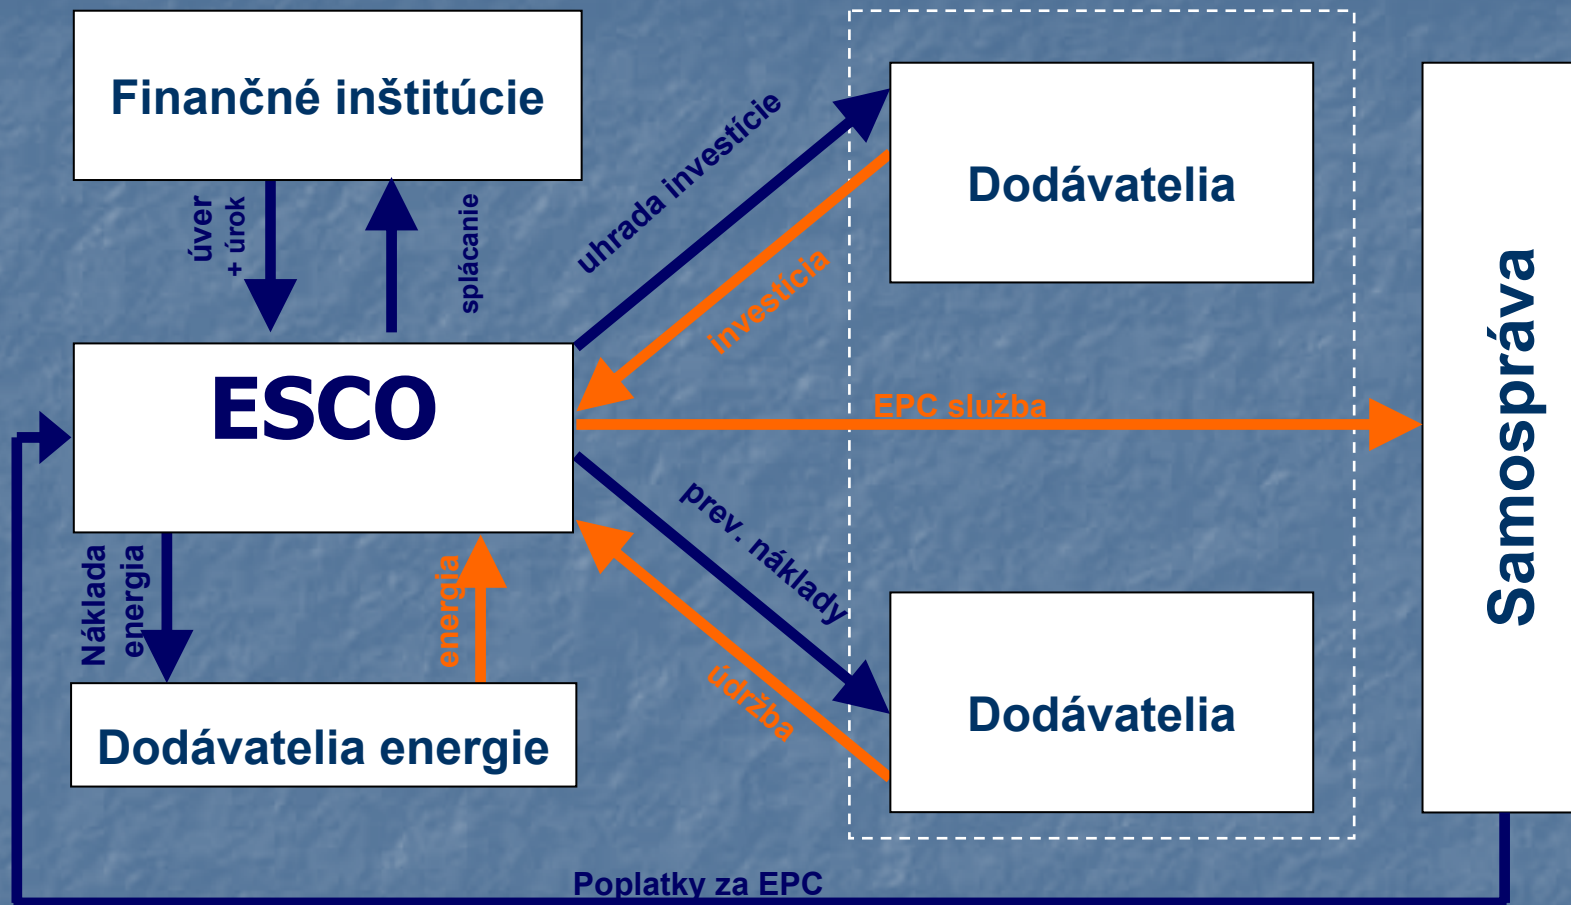 Finančné inštitúcie
úver
+ úrok
splácanie
uhrada investície
investícia
Dodávatelia
ESCO
EPC služba
Samospráva
Náklada
energia
energia
prev. náklady
údržba
Dodávatelia energie
Dodávatelia
Poplatky za EPC